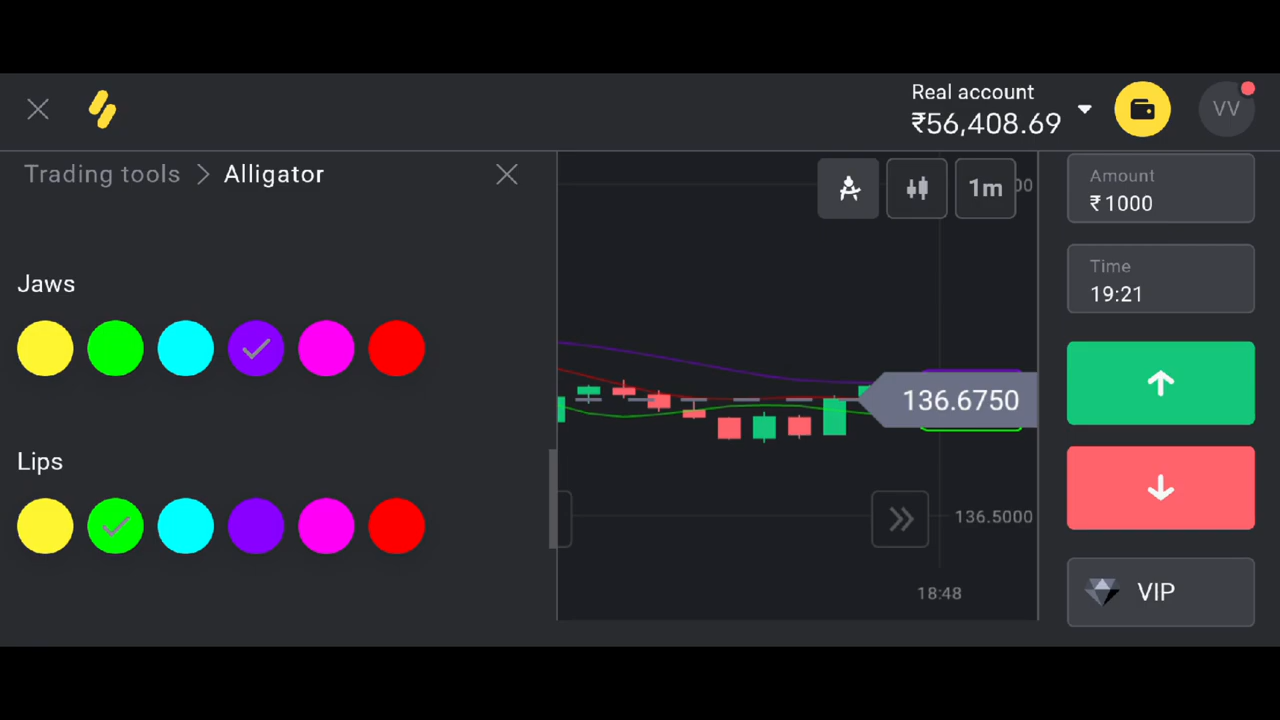 Real account
₹56,408.69
VV
Trading tools > Alligator
Jaws
Lips
1m
00
136.6750
136.5000
18:48
Amount
₹1000
Time
19:21
VIP